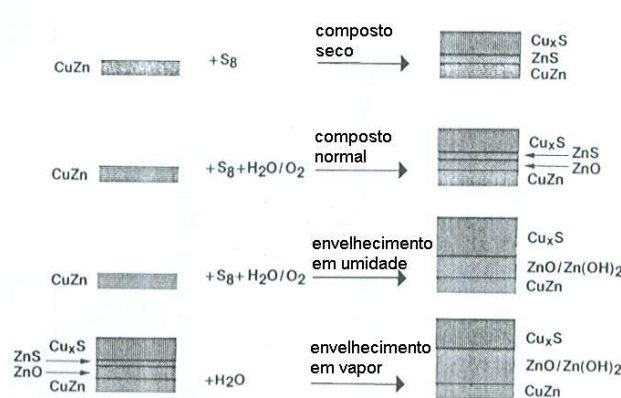 CuZn +S₈ composto seco CuₓS
ZnS
CuZn
CuZn +S₈+H₂O/O₂ composto normal CuₓS
ZnS
ZnO
CuZn
CuZn +S₈+H₂O/O₂ envelhecimento em umidade CuₓS
ZnO/Zn(OH)₂
CuZn
ZnS CuₓS
ZnO
CuZn +H₂O envelhecimento em vapor CuₓS
ZnO/Zn(OH)₂
CuZn